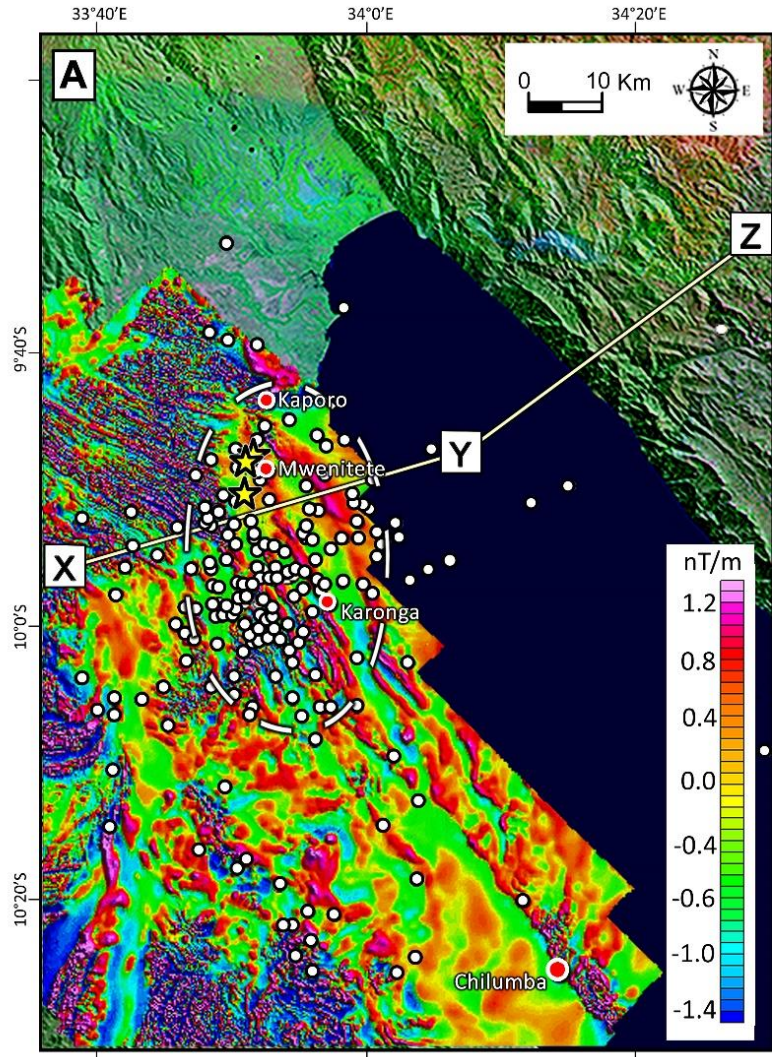 33°40'
34°0'
34°20'
A
0 10 Km
N
W E
S
Z
9°40'S
Kaporo
Mwenitete
Y
X
nT/m
1.2
Karonga
10°0'S
0.8
0.4
0.0
-0.4
10°20'S
-0.6
-1.0
Chilumba
-1.4